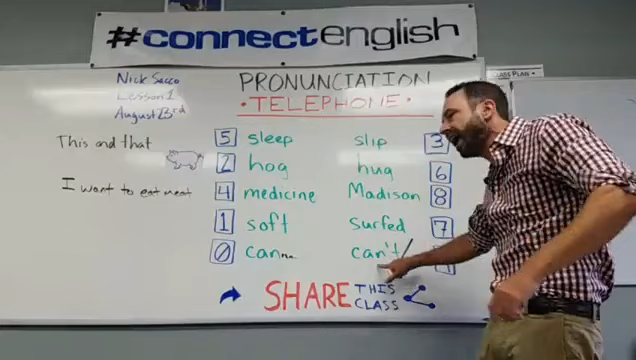 #connectenglish
CLASS PLAN
Nick Sacco
Lesson 1
August 23rd
PRONUNCIATION
• TELEPHONE •
This and that
I want to eat meat
5 sleep slip 3
2 hog hug 6
4 medicine Madison 8
1 soft surfed 7
0 can can't
SHARE THIS CLASS